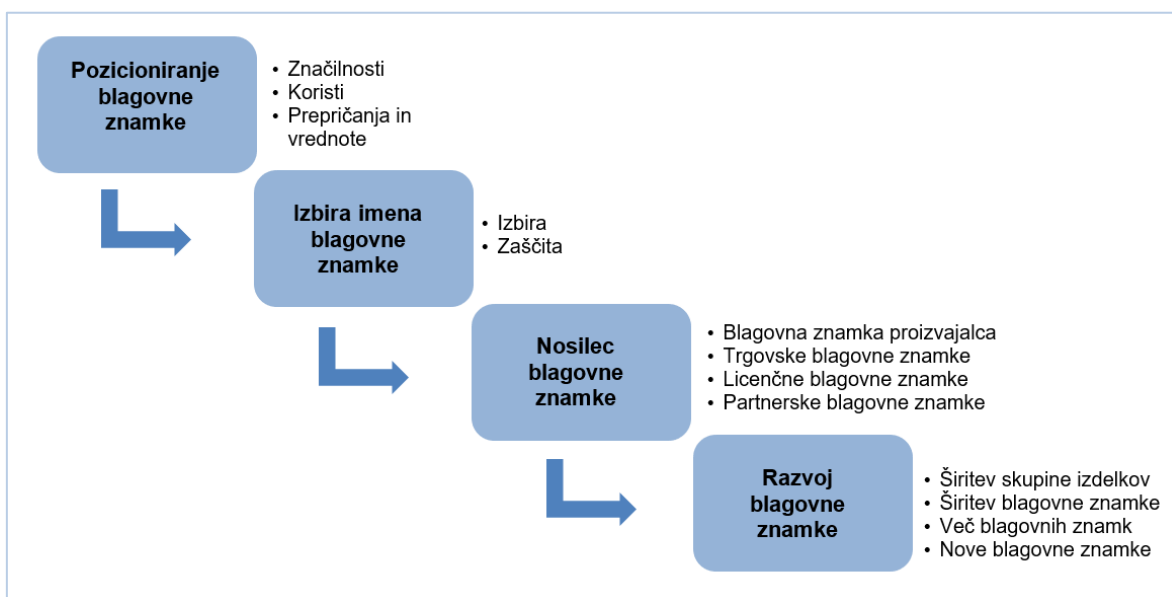 Pozicioniranje
blagovne
znamke
• Značilnosti
• Koristi
• Prepričanja in
vrednote
Izbira imena
blagovne
znamke
• Izbira
• Zaščita
Nosilec
blagovne
znamke
• Blagovna znamka proizvajalca
• Trgovske blagovne znamke
• Licenčne blagovne znamke
• Partnerske blagovne znamke
Razvoj
blagovne
znamke
• Širitev skupine izdelkov
• Širitev blagovne znamke
• Več blagovnih znamk
• Nove blagovne znamke